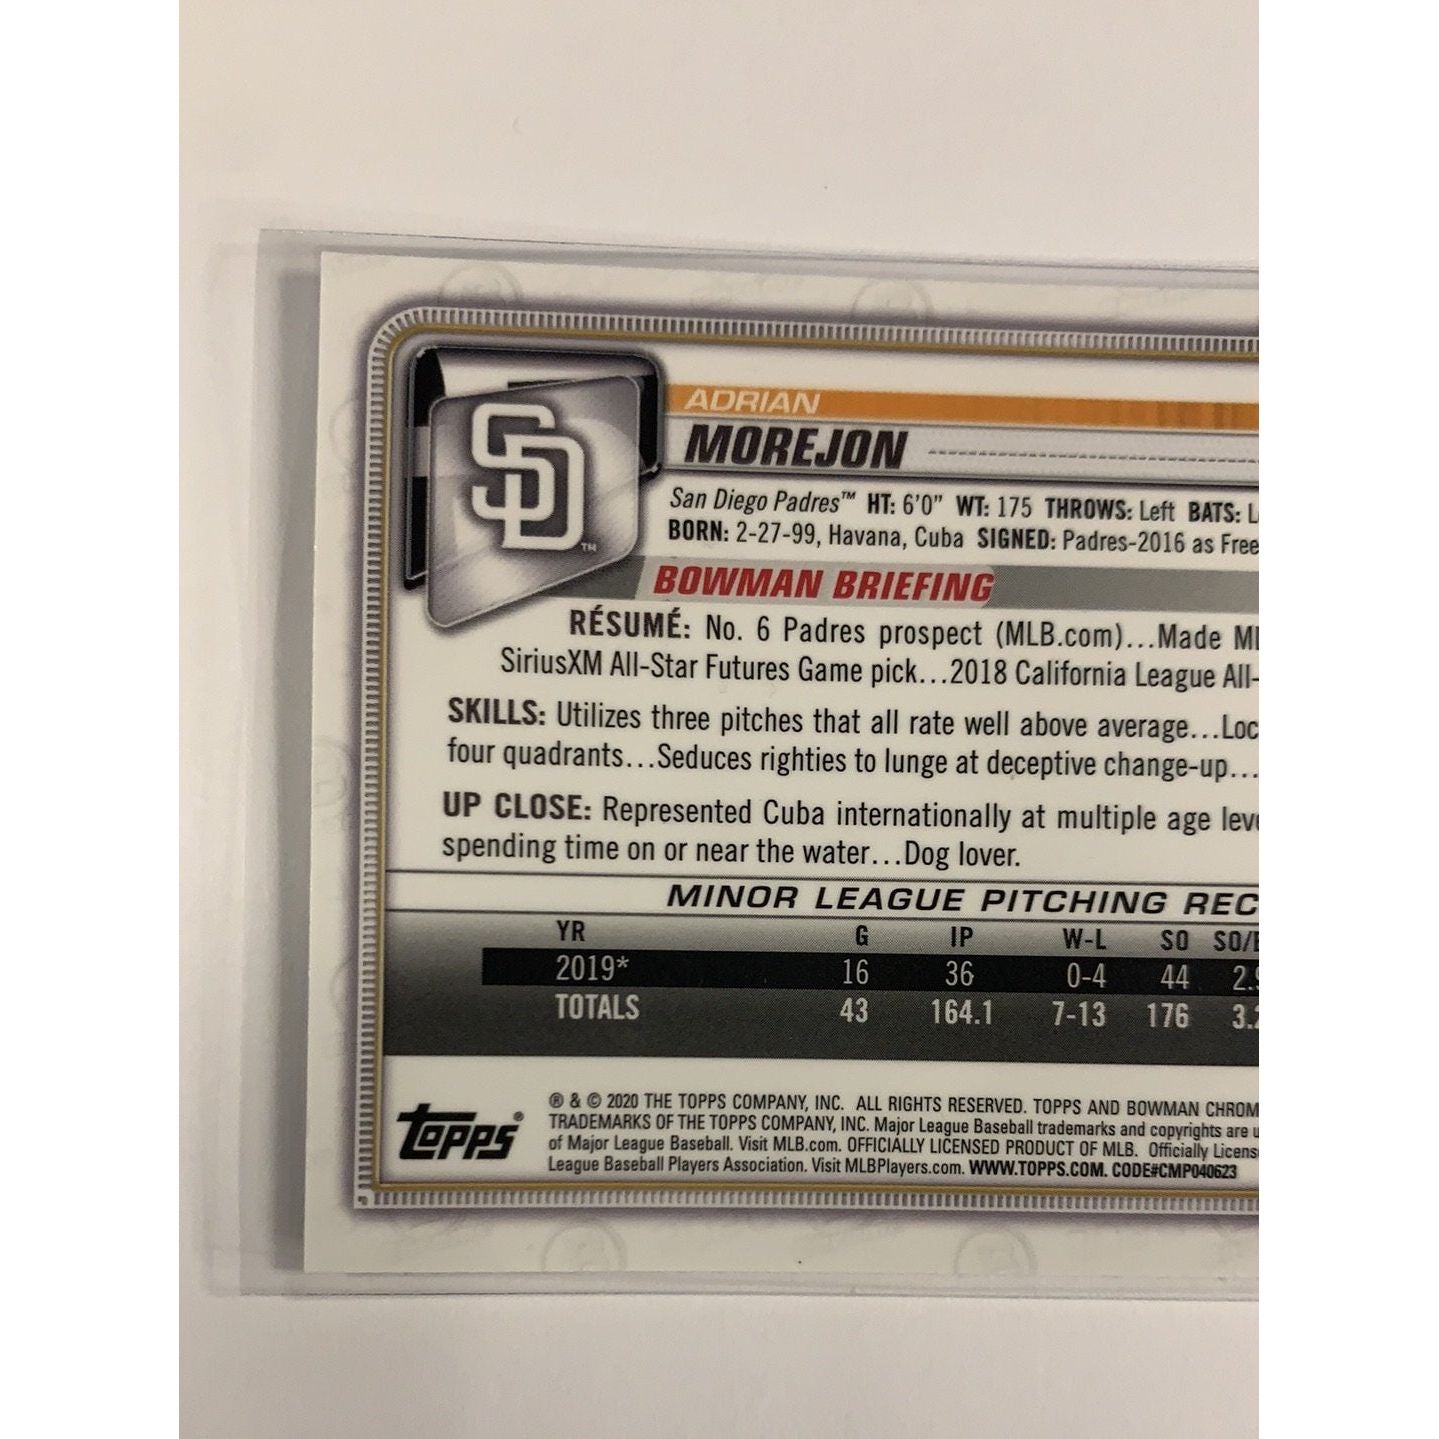 SD™
ADRIAN
MOREJON
San Diego Padres™ HT: 6'0" WT: 175 THROWS: Left BATS:
BORN: 2-27-99, Havana, Cuba SIGNED: Padres-2016 as Free
BOWMAN BRIEFING
RÉSUMÉ: No. 6 Padres prospect (MLB.com)...Made
SiriusXM All-Star Futures Game pick...2018 California League All-
SKILLS: Utilizes three pitches that all rate well above average...
four quadrants...Seduces righties to lunge at deceptive change-up...
UP CLOSE: Represented Cuba internationally at multiple age
spending time on or near the water...Dog lover.
MINOR LEAGUE PITCHING
YR G IP W-L SO
2019* 16 36 0-4 44
TOTALS 43 164.1 7-13 176
Topps®
® & © 2020 THE TOPPS COMPANY, INC. ALL RIGHTS RESERVED. TOPPS AND BOWMAN
TRADEMARKS OF THE TOPPS COMPANY, INC. Major League Baseball trademarks and copyrights are
of Major League Baseball. Visit MLB.com. OFFICIALLY LICENSED PRODUCT OF MLB. Officially
League Baseball Players Association. Visit MLBPlayers.com. WWW.TOPPS.COM. CODE#CMP040623